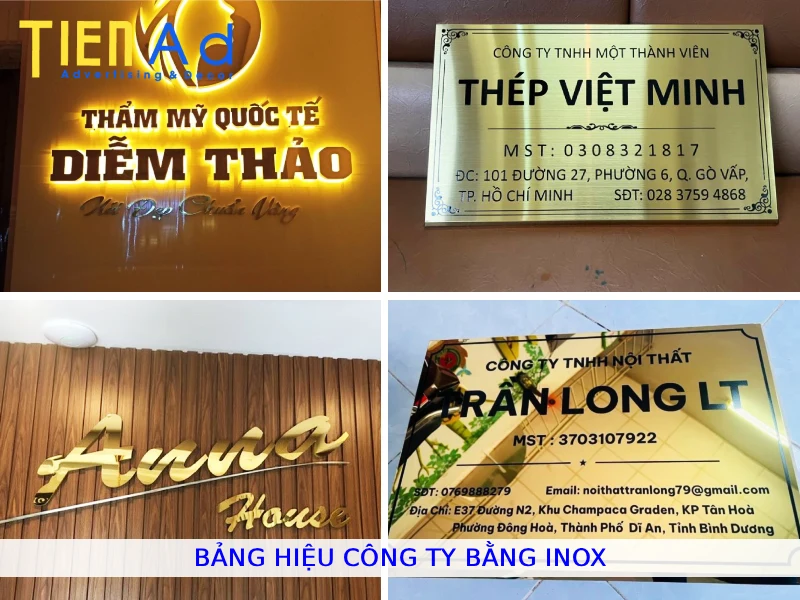 TIEN Ad
Advertising & Decor
THẨM MỸ QUỐC TẾ
DIỄM THẢO
Nét Đẹp Chuẩn Vàng
CÔNG TY TNHH MỘT THÀNH VIÊN
THÉP VIỆT MINH
MST: 0308321817
ĐC: 101 ĐƯỜNG 27, PHƯỜNG 6, Q. GÒ VẤP,
TP. HỒ CHÍ MINH SĐT: 028 3759 4868
Anna
House
CÔNG TY TNHH NỘI THẤT
TRẦN LONG LT
MST : 3703107922
SĐT: 0769888279 Email: noithattranlong79@gmail.com
Địa Chỉ: E37 Đường N2, Khu Champaca Graden, KP Tân Hoà
Phường Đông Hoà, Thành Phố Dĩ An, Tỉnh Bình Dương
BẢNG HIỆU CÔNG TY BẰNG INOX